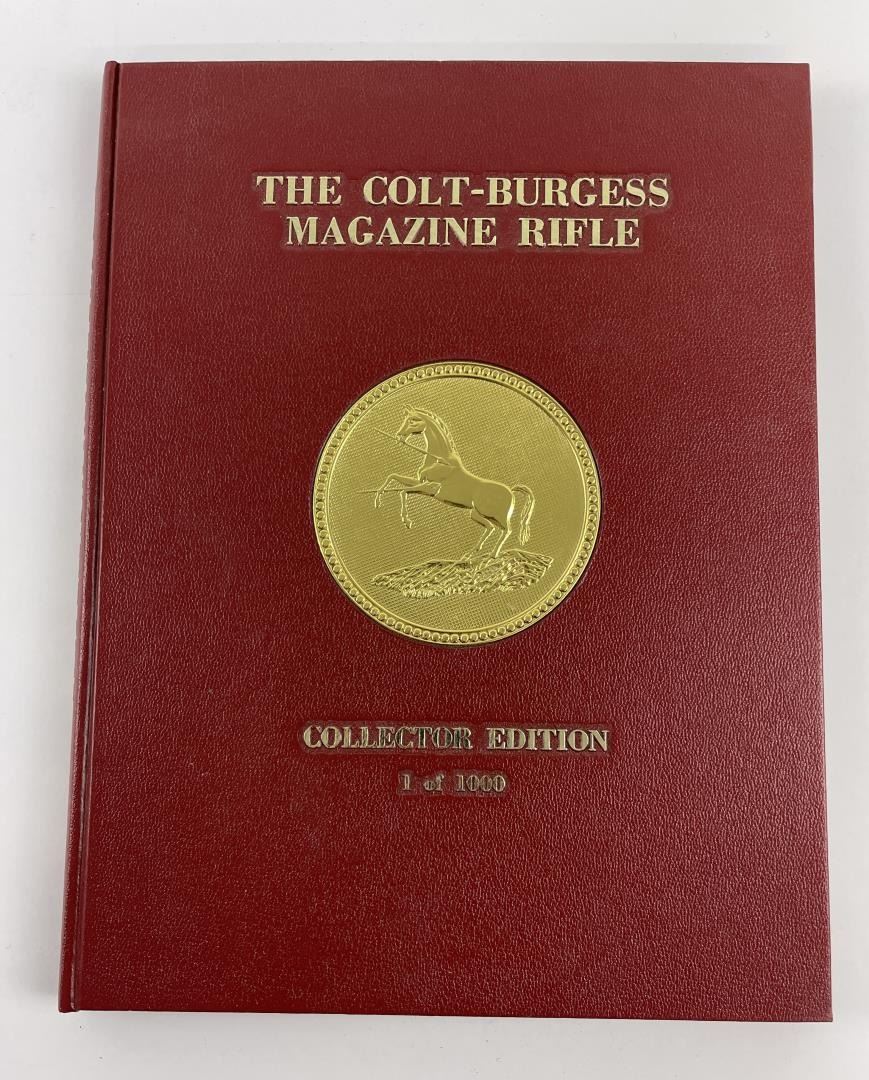 THE COLT-BURGESS
MAGAZINE RIFLE
COLLECTOR EDITION
1 of 1000